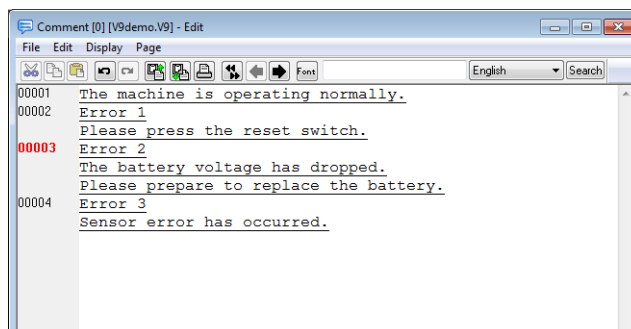 Comment [0] [V9demo.V9] - Edit
File Edit Display Page
Font English Search
00001 The machine is operating normally.
00002 Error 1
Please press the reset switch.
00003 Error 2
The battery voltage has dropped.
Please prepare to replace the battery.
00004 Error 3
Sensor error has occurred.